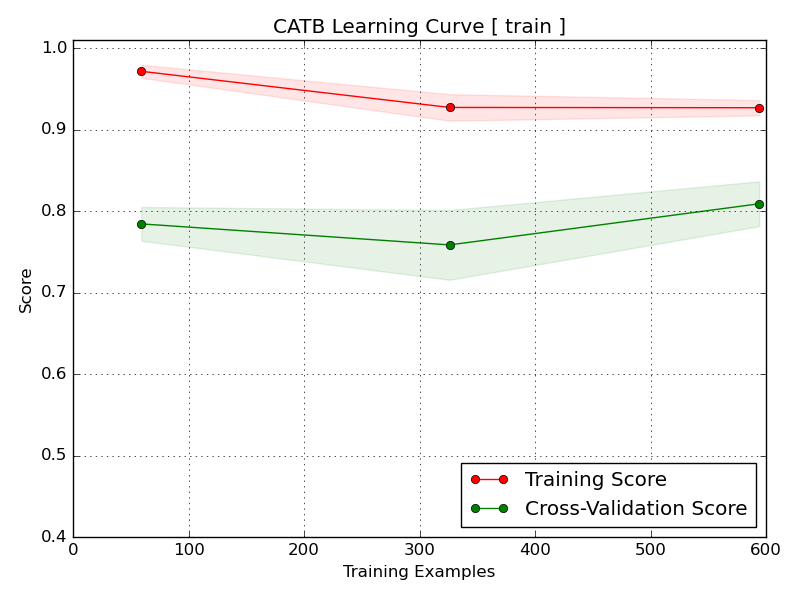 CATB Learning Curve [ train ]
1.0
0.9
0.8
0.7
0.6
0.5
0.4
Score
0 100 200 300 400 500 600
Training Examples
Training Score
Cross-Validation Score